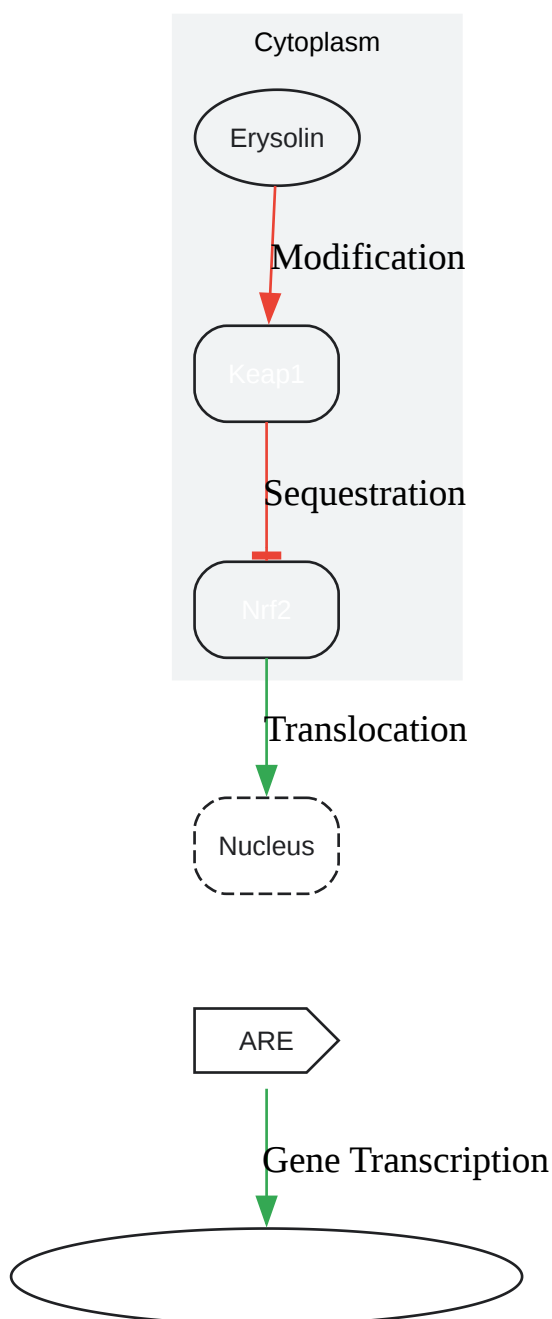 Cytoplasm
Erysolin
Modification
Keap1
Sequestration
Nrf2
Translocation
Nucleus
ARE
Gene Transcription